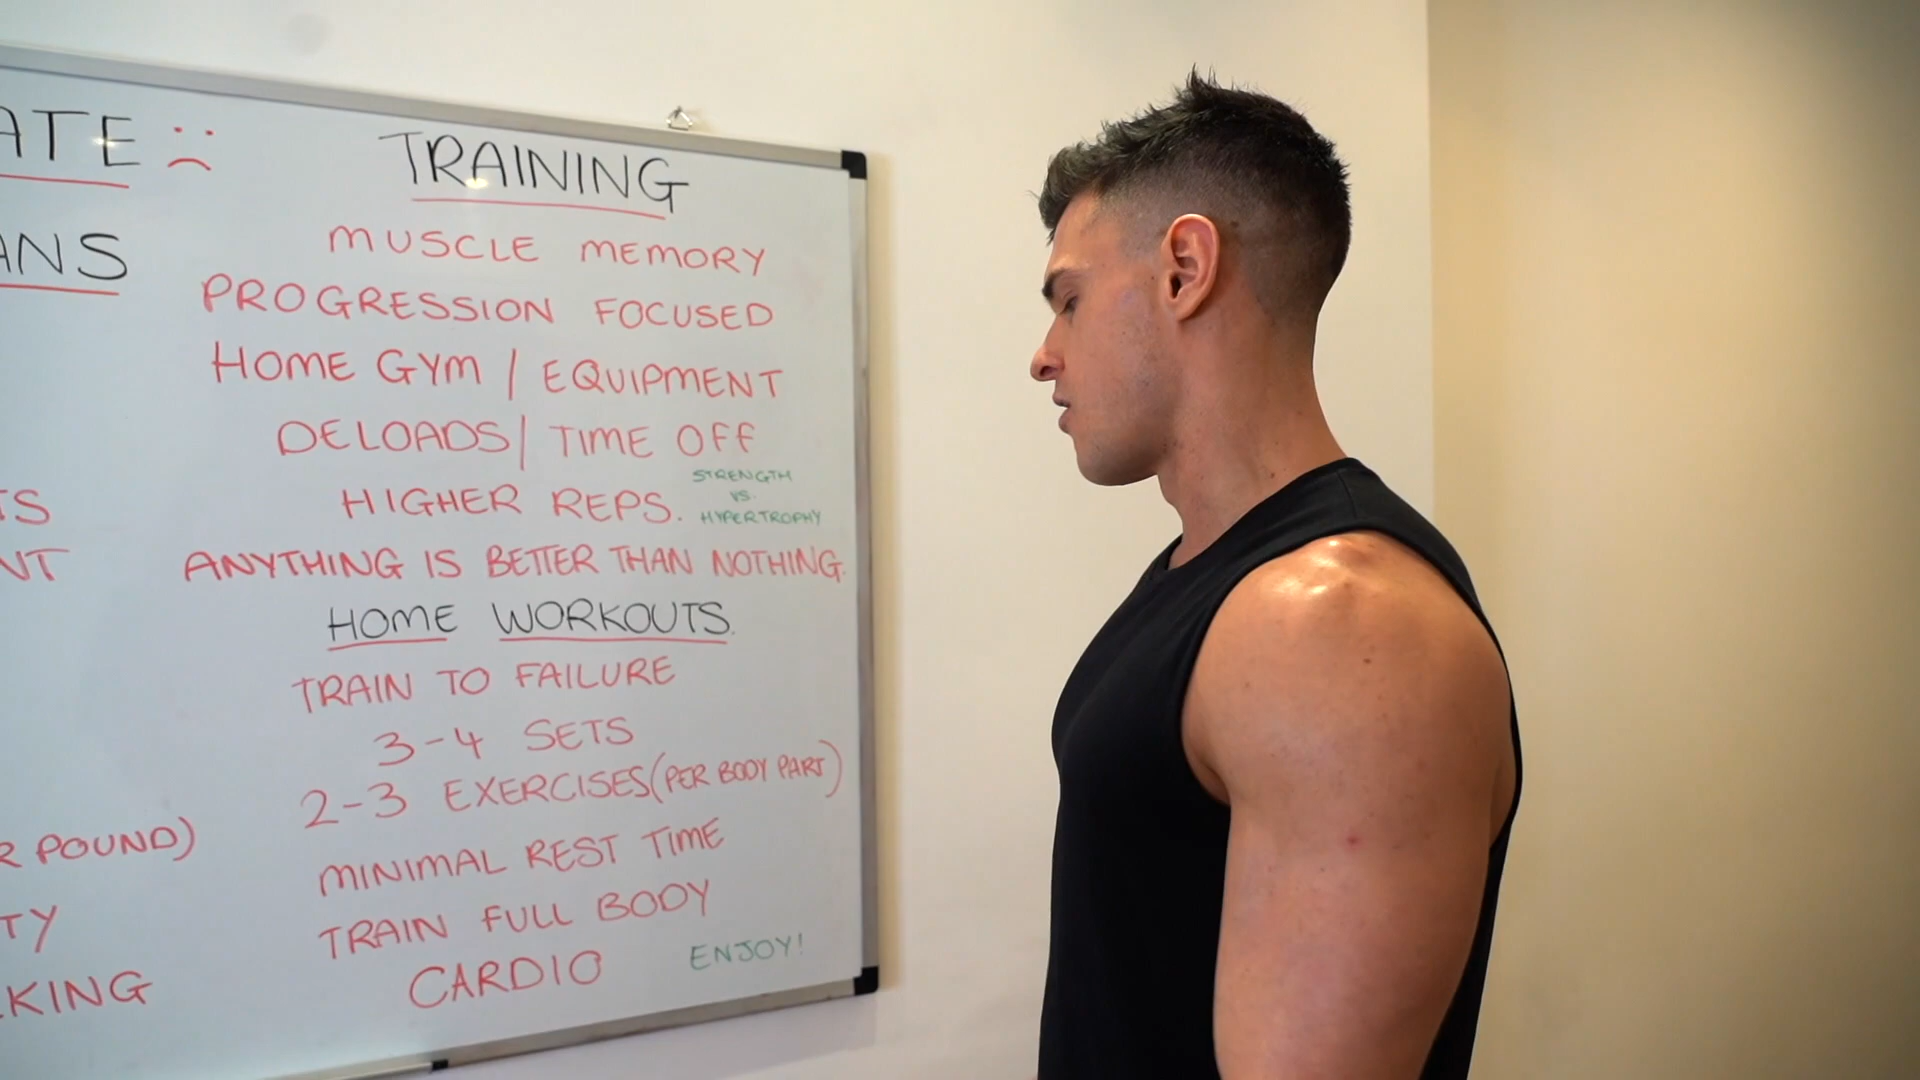 ATE :(
ANS
TS
NT
R POUND)
TY
KING
TRAINING
MUSCLE MEMORY
PROGRESSION FOCUSED
HOME GYM / EQUIPMENT
DELOADS / TIME OFF
HIGHER REPS.
STRENGTH
VS.
HYPERTROPHY
ANYTHING IS BETTER THAN NOTHING.
HOME WORKOUTS.
TRAIN TO FAILURE
3-4 SETS
2-3 EXERCISES (PER BODY PART)
MINIMAL REST TIME
TRAIN FULL BODY
CARDIO
ENJOY!